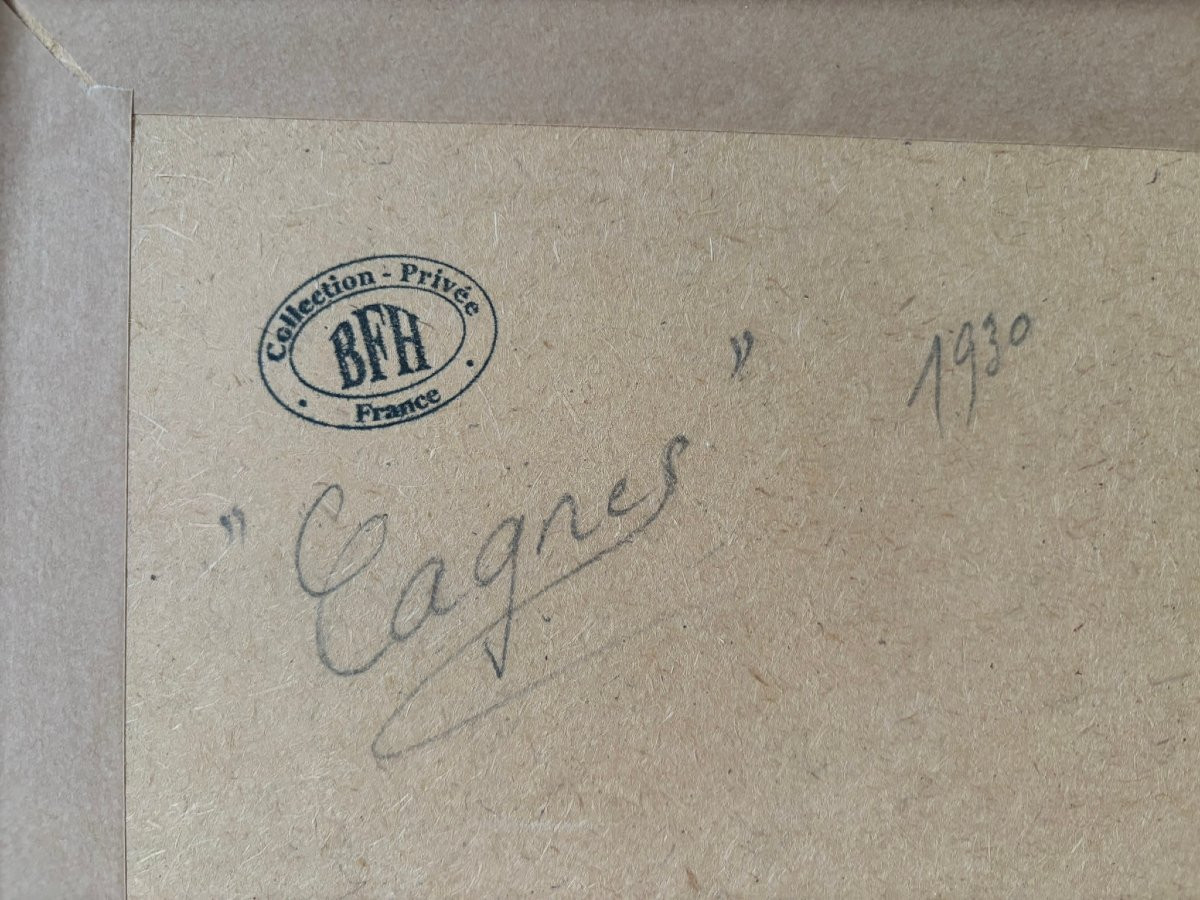 Collection - Privée
BFH
France
" Cagnes " 1930